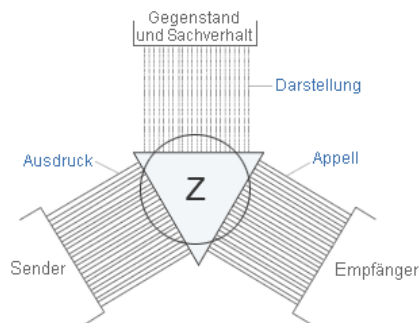 Gegenstand
und Sachverhalt
Darstellung
Ausdruck
Appell
Z
Sender
Empfänger